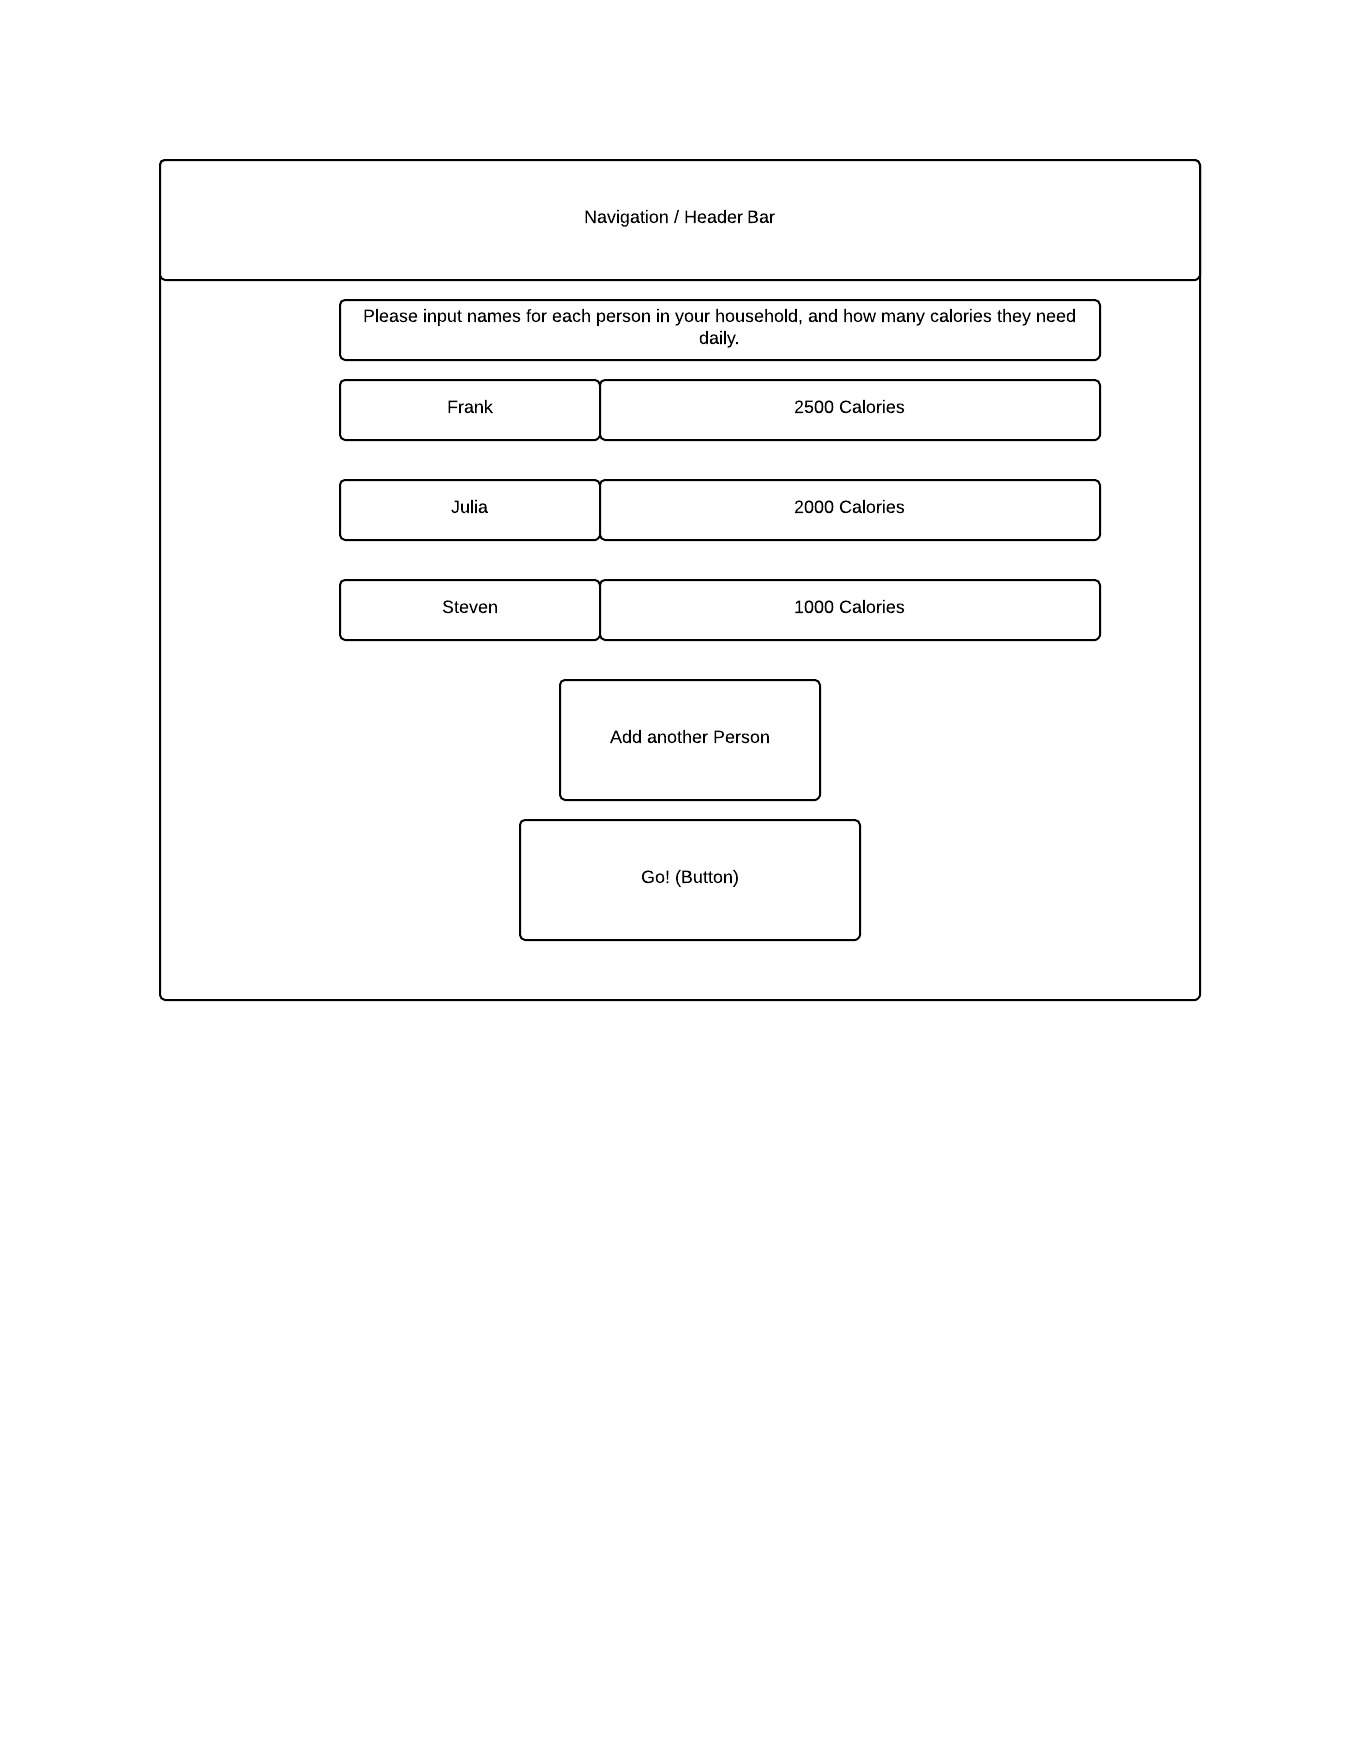 Navigation / Header Bar
Please input names for each person in your household, and how many calories they need
daily.
Frank 2500 Calories
Julia 2000 Calories
Steven 1000 Calories
Add another Person
Go! (Button)